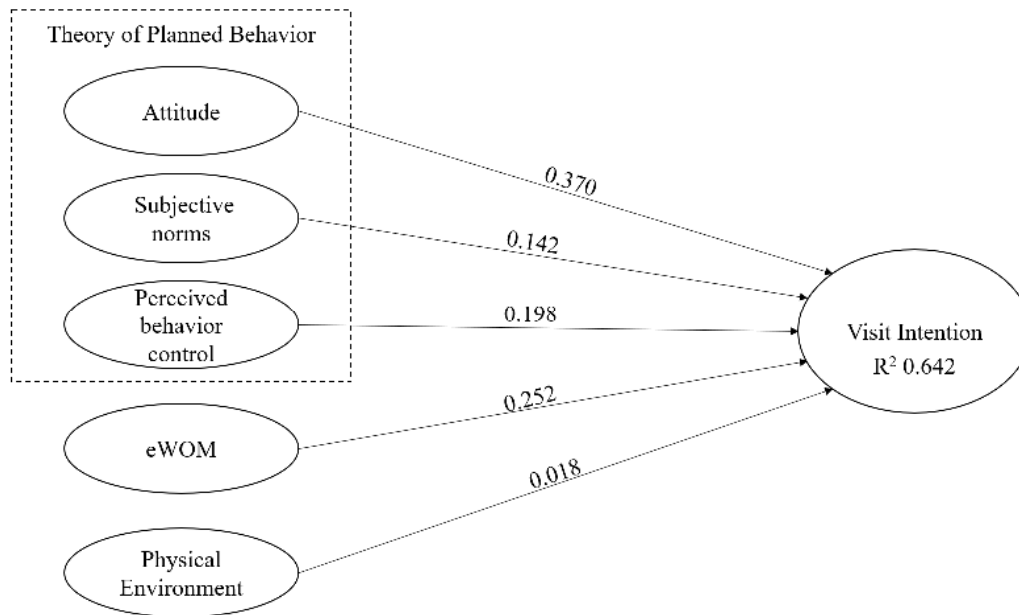 Theory of Planned Behavior
Attitude
0.370
Subjective
norms
0.142
Perceived
behavior
control
0.198
Visit Intention
R² 0.642
eWOM
0.252
Physical
Environment
0.018